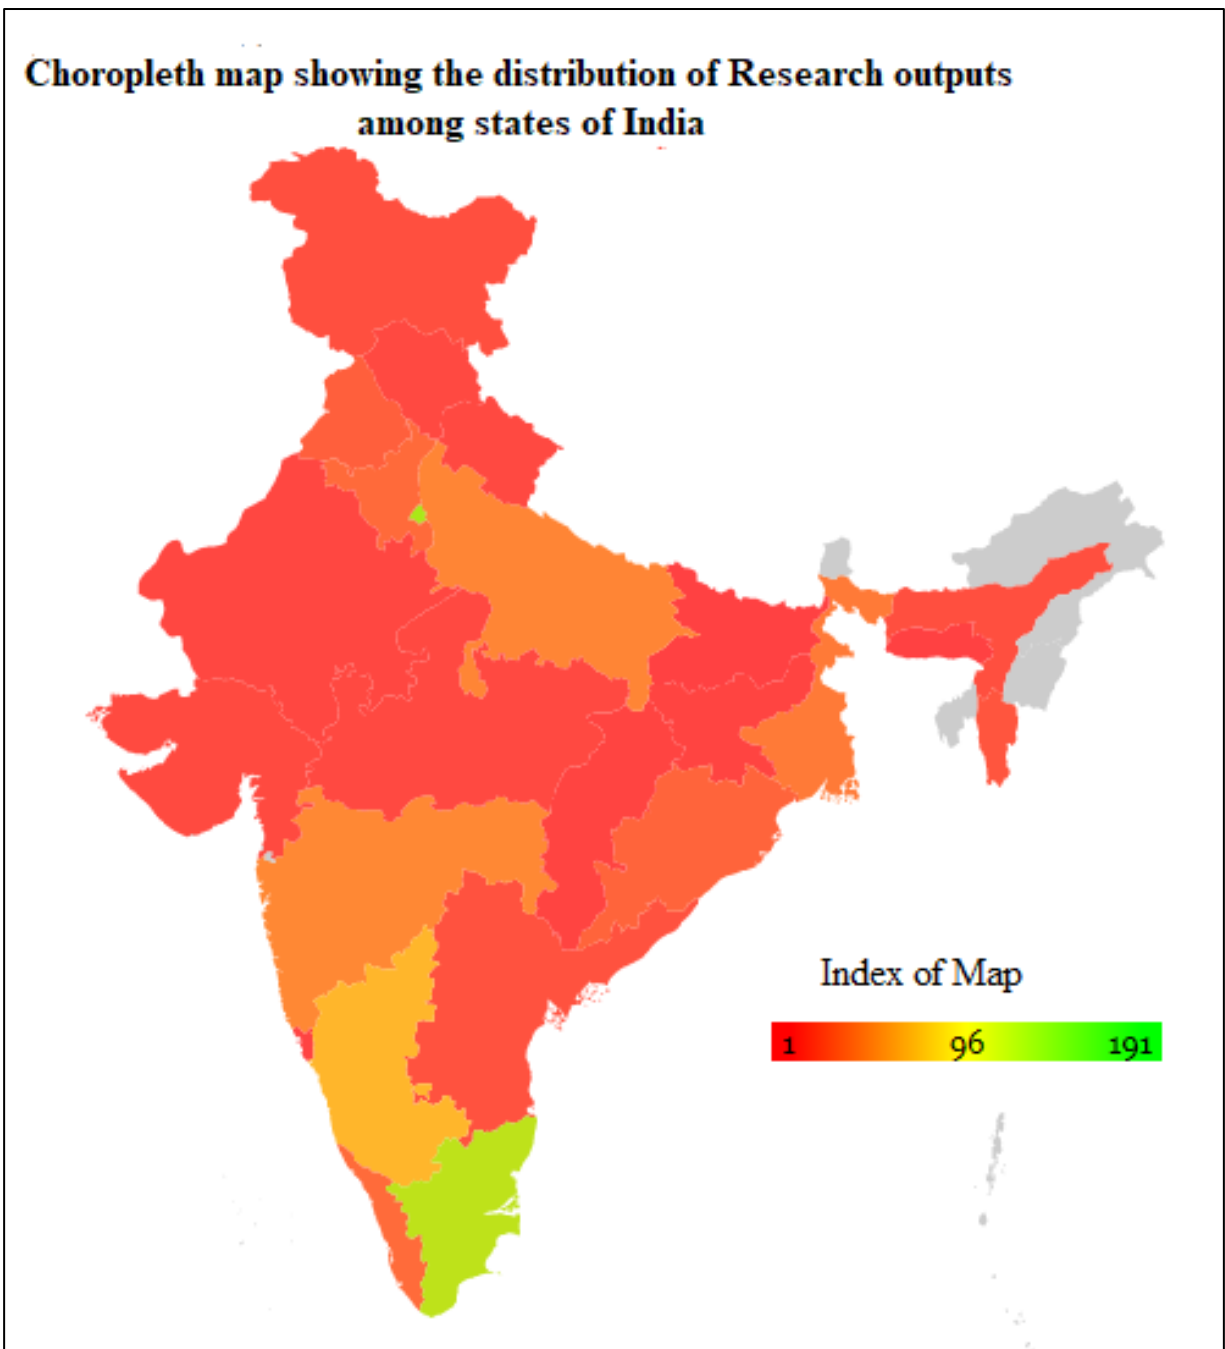 Choropleth map showing the distribution of Research outputs
among states of India
Index of Map
1 96 191